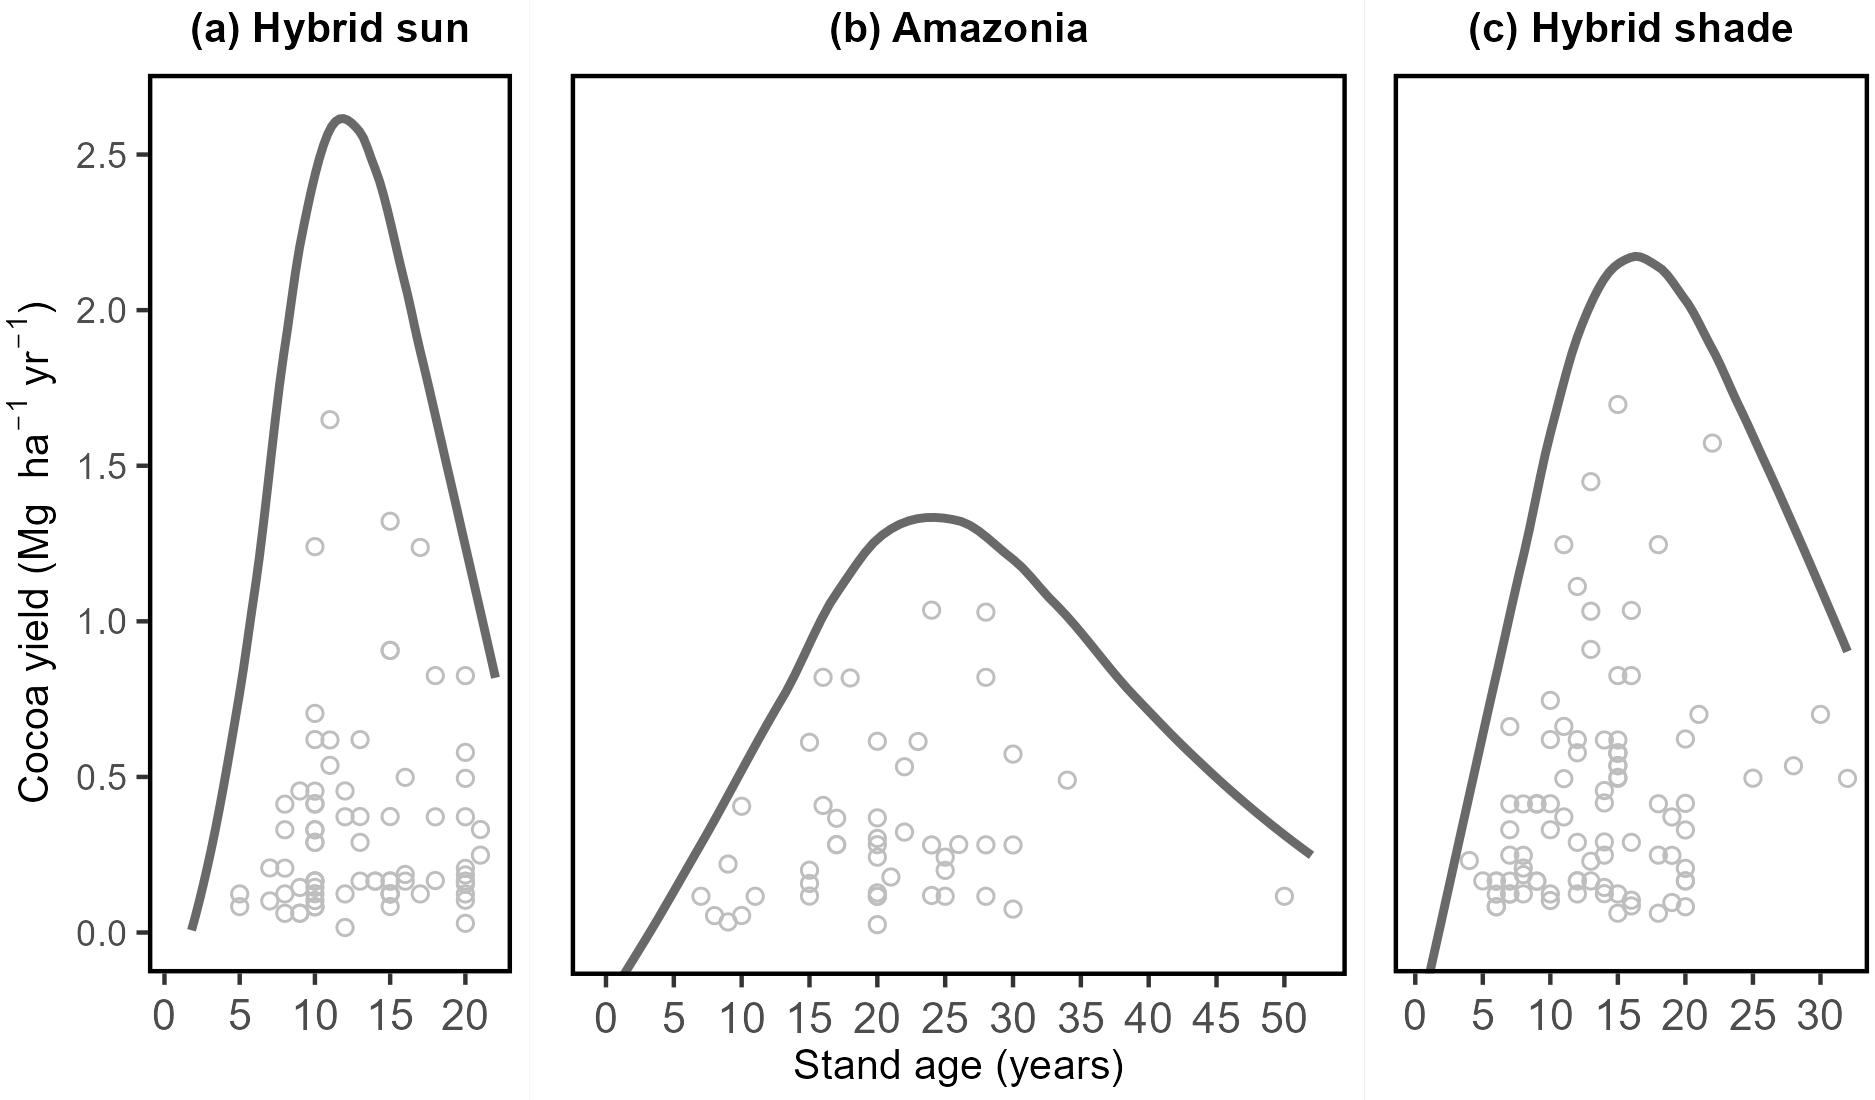 (a) Hybrid sun
(b) Amazonia
(c) Hybrid shade
Cocoa yield (Mg ha⁻¹ yr⁻¹)
2.5
2.0
1.5
1.0
0.5
0.0
0 5 10 15 20
0 5 10 15 20 25 30 35 40 45 50
0 5 10 15 20 25 30
Stand age (years)